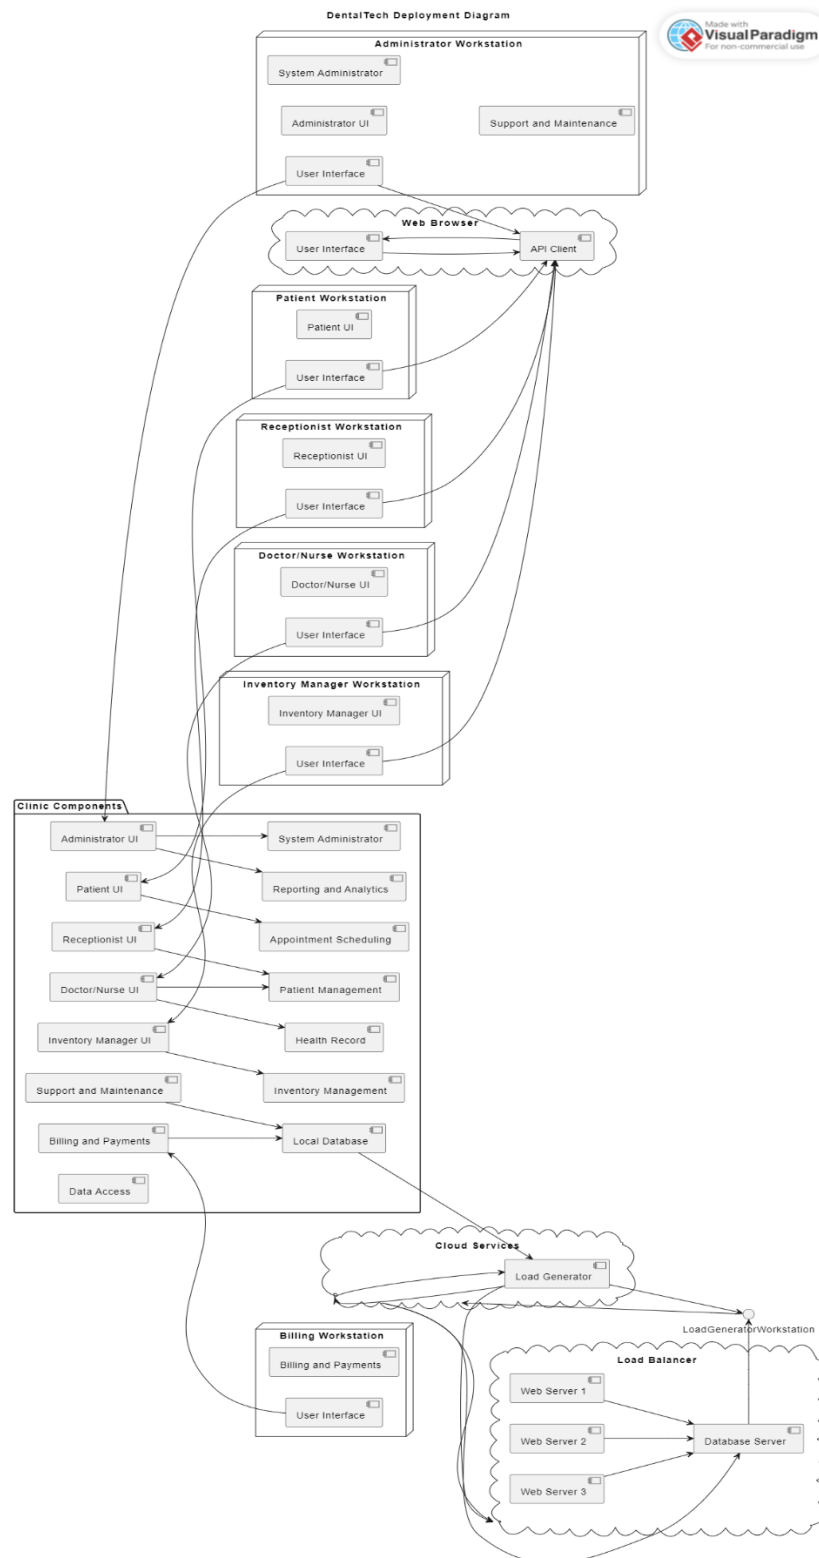 DentalTech Deployment Diagram
Made with
Visual Paradigm
For non-commercial use
Administrator Workstation
System Administrator
Administrator UI
Support and Maintenance
User Interface
Web Browser
User Interface
API Client
Patient Workstation
Patient UI
User Interface
Receptionist Workstation
Receptionist UI
User Interface
Doctor/Nurse Workstation
Doctor/Nurse UI
User Interface
Inventory Manager Workstation
Inventory Manager UI
User Interface
Clinic Components
Administrator UI
System Administrator
Patient UI
Reporting and Analytics
Receptionist UI
Appointment Scheduling
Doctor/Nurse UI
Patient Management
Inventory Manager UI
Health Record
Support and Maintenance
Inventory Management
Billing and Payments
Local Database
Data Access
Cloud Services
Load Generator
LoadGeneratorWorkstation
Billing Workstation
Billing and Payments
User Interface
Load Balancer
Web Server 1
Web Server 2
Database Server
Web Server 3